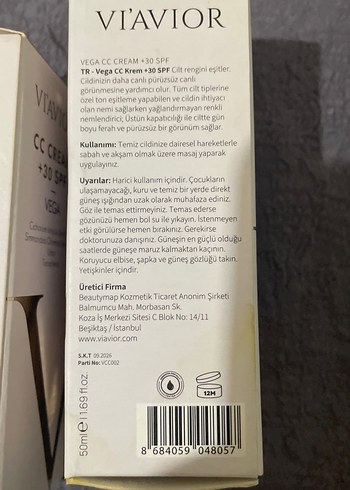 VI'AVIOR
VEGA CC CREAM +30 SPF
TR - Vega CC Krem +30 SPF Cilt rengini eşitler.
Cildinizin daha canlı pürüzsüz canlı
görünmesine yardımcı olur. Tüm cilt tiplerine
özel ton eşitleme yapabilen ve cildin ihtiyacı
olan nemi sağlarken yağlandırmayan renkli
nemlendirici; Üstün kapatıcılığı ile ciltte gün
boyu ferah ve pürüzsüz bir görünüm sağlar.
Kullanımı: Temiz cildinize dairesel hareketlerle
sabah ve akşam olmak üzere masaj yaparak
uygulayınız.
Uyarılar: Harici kullanım içindir. Çocukların
ulaşamayacağı, kuru ve temiz bir yerde direkt
güneş ışığından uzak olarak muhafaza ediniz.
Göz ile temas ettirmeyiniz. Temas ederse
gözünüzü hemen bol su ile yıkayın. İstenmeyen
etki görülürse hemen bırakınız. Gerekirse
doktorunuza danışınız. Güneşin en güçlü olduğu
saatlerde güneşe maruz kalmaktan kaçının.
Koruyucu elbise, şapka ve güneş gözlüğü takın.
Yetişkinler içindir.
Üretici Firma
Beautymap Kozmetik Ticaret Anonim Şirketi
Balmumcu Mah. Morbasan Sk.
Koza İş Merkezi Sitesi C Blok No: 14/11
Beşiktaş / İstanbul
www.viavior.com
S.K.T 09.2026
Parti No: VCC002
50ml e | 1.69 fl.oz.
12M
8 684059 048057
VI'AVIOR
CC CREAM
+30 SPF
VEGA